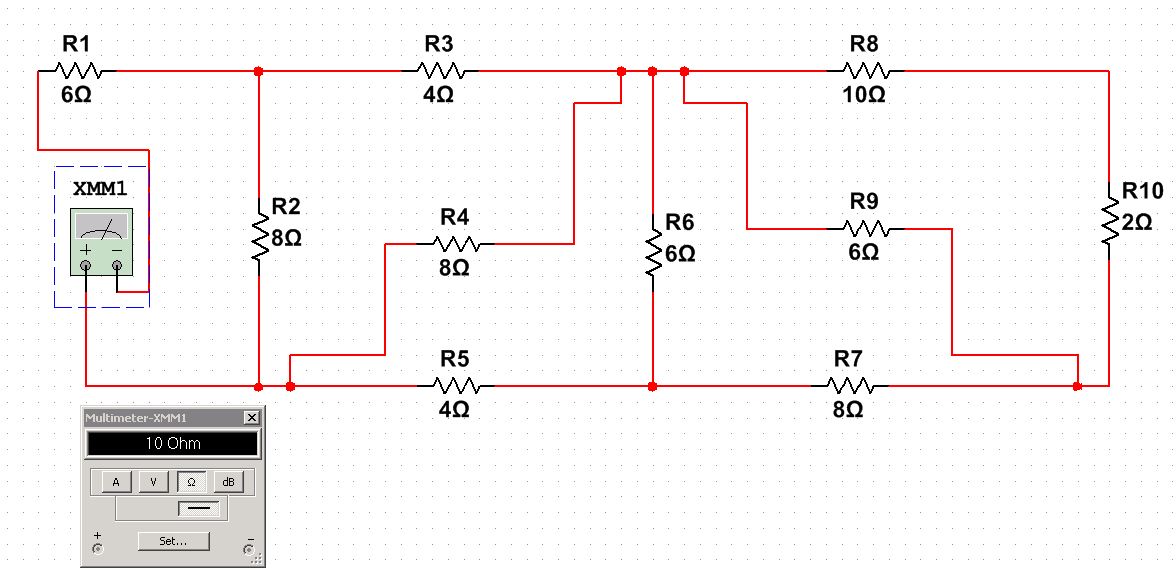 R1
6Ω
R3
4Ω
R8
10Ω
XMM1
+ −
R2
8Ω
R4
8Ω
R6
6Ω
R9
6Ω
R10
2Ω
R5
4Ω
R7
8Ω
Multimeter-XMM1 X
10 Ohm
A V Ω dB
+ Set... −